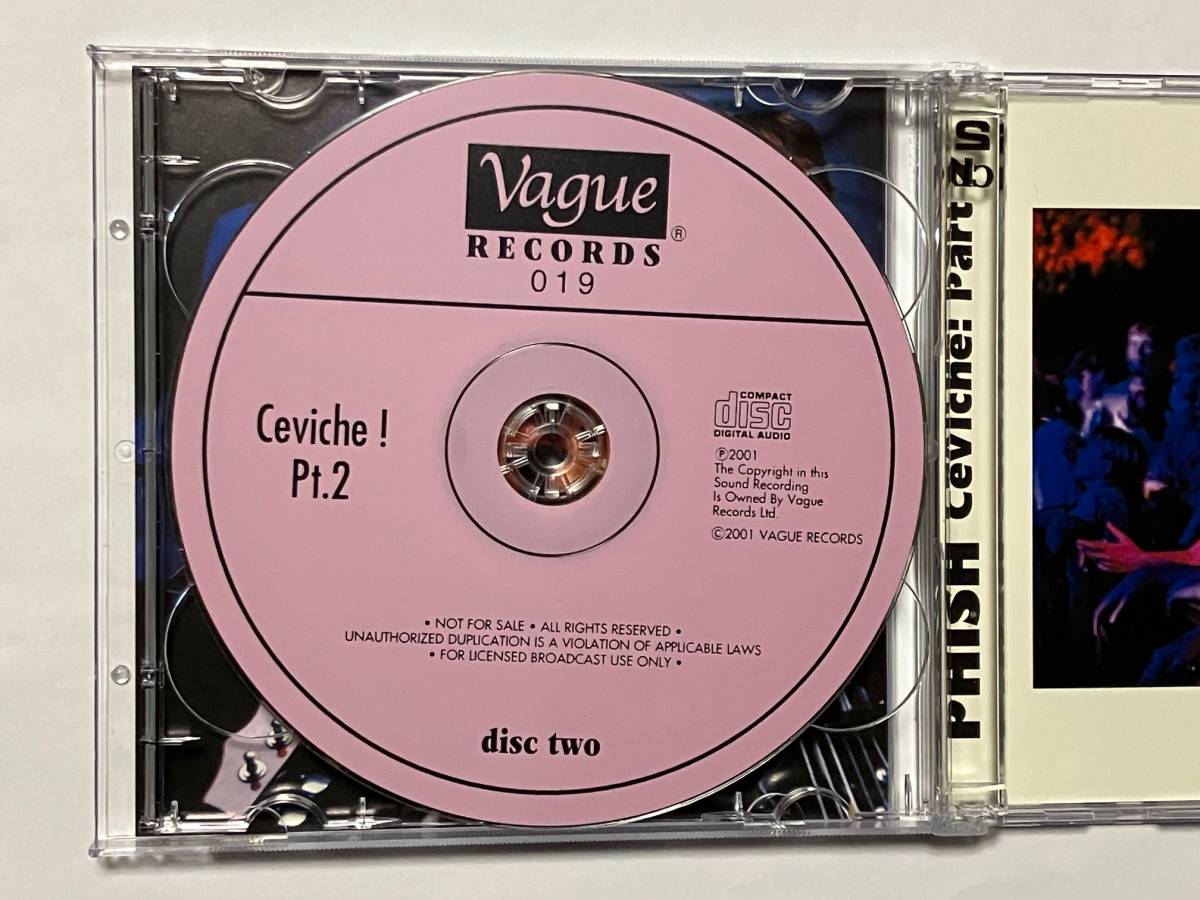 Vague
RECORDS ®
019
Ceviche !
Pt.2
COMPACT
disc
DIGITAL AUDIO
℗2001
The Copyright in this
Sound Recording
Is Owned By Vague
Records Ltd.
©2001 VAGUE RECORDS
• NOT FOR SALE • ALL RIGHTS RESERVED •
UNAUTHORIZED DUPLICATION IS A VIOLATION OF APPLICABLE LAWS
• FOR LICENSED BROADCAST USE ONLY •
disc two
PHISH Ceviche! Part